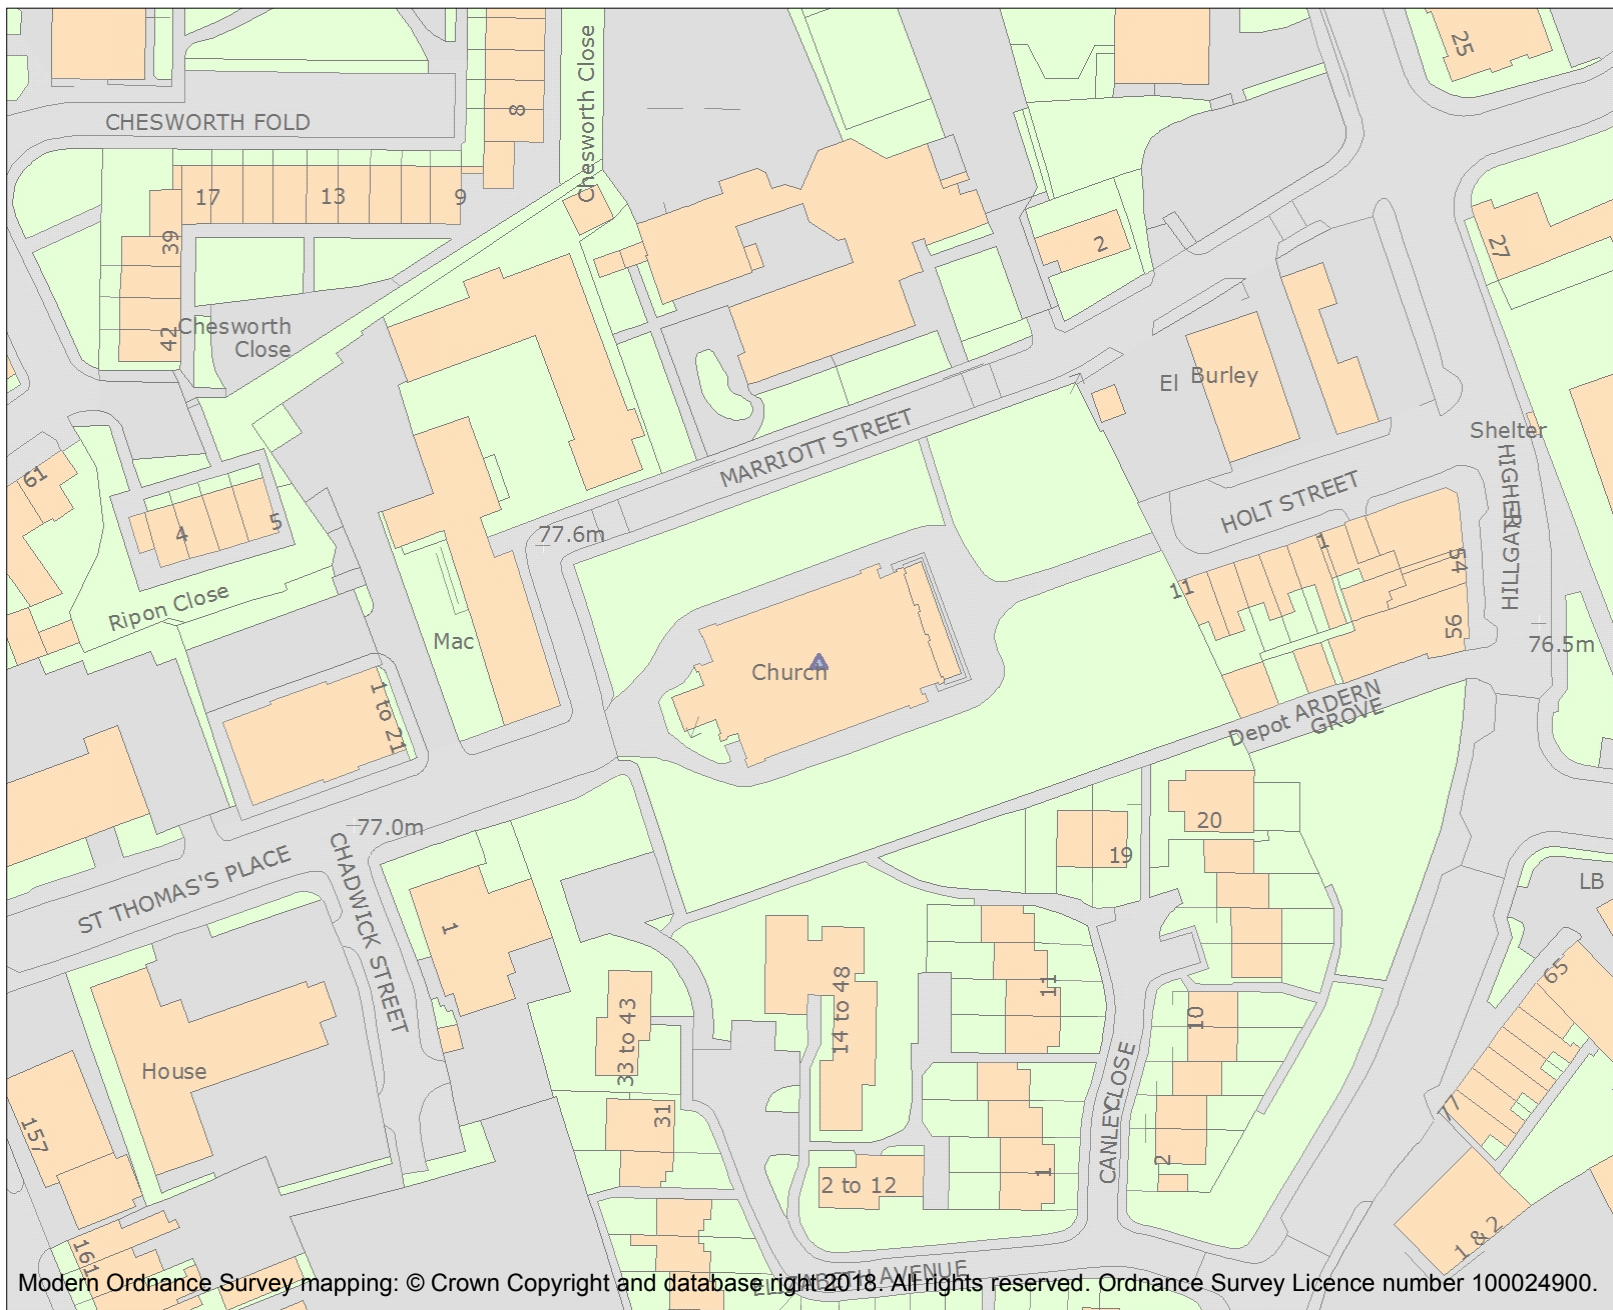 25
Chesworth Close
8
CHESWORTH FOLD
17
13
9
39
2
27
Chesworth
Close
42
El
Burley
MARRIOTT STREET
Shelter
61
HIGHER
HILLGATE
HOLT STREET
4
5
77.6m
1
54
11
Ripon Close
56
Mac
76.5m
Church
1 to 21
Depot
ARDERN
GROVE
77.0m
20
19
ST THOMAS'S PLACE
CHADWICK STREET
LB
1
65
14 to 48
11
33 to 43
10
House
CANLEY
CLOSE
31
77
157
2
1
2 to 12
1 & 2
161
ELIZABETH AVENUE
Modern Ordnance Survey mapping: © Crown Copyright and database right 2018. All rights reserved. Ordnance Survey Licence number 100024900.